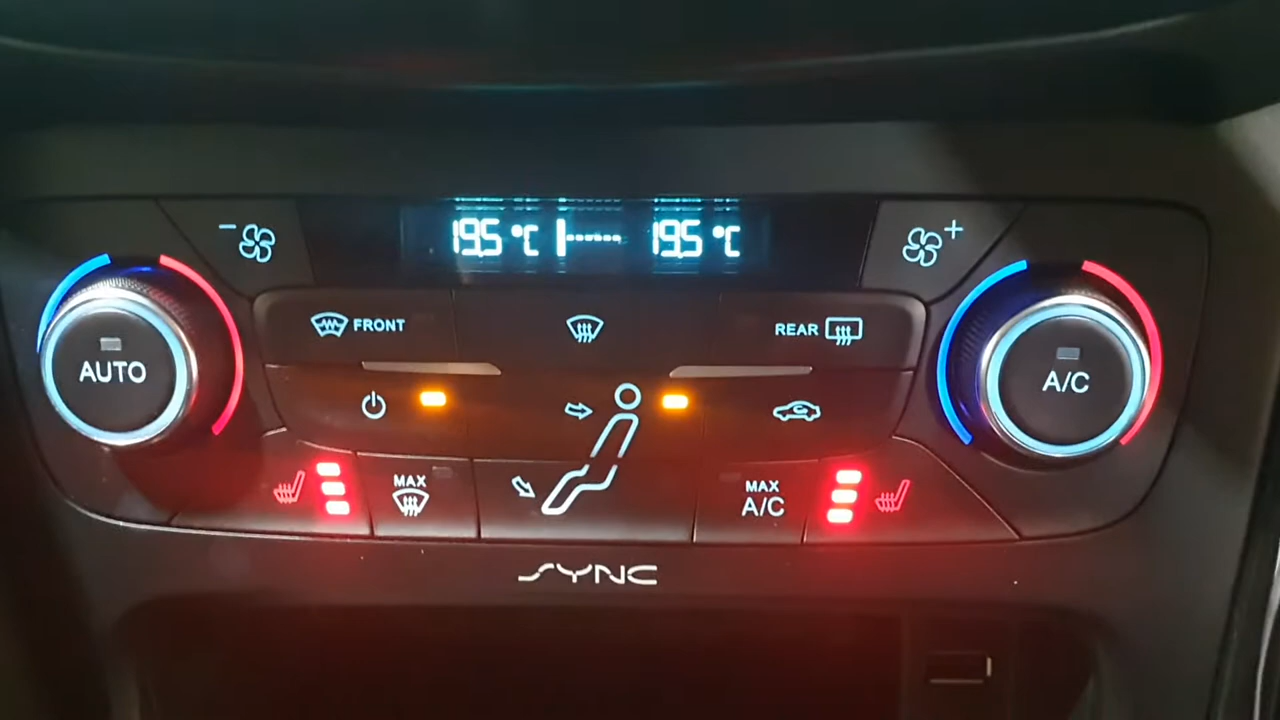 19.5 °C 19.5 °C
FRONT
REAR
AUTO
A/C
MAX
MAX
A/C
SYNC